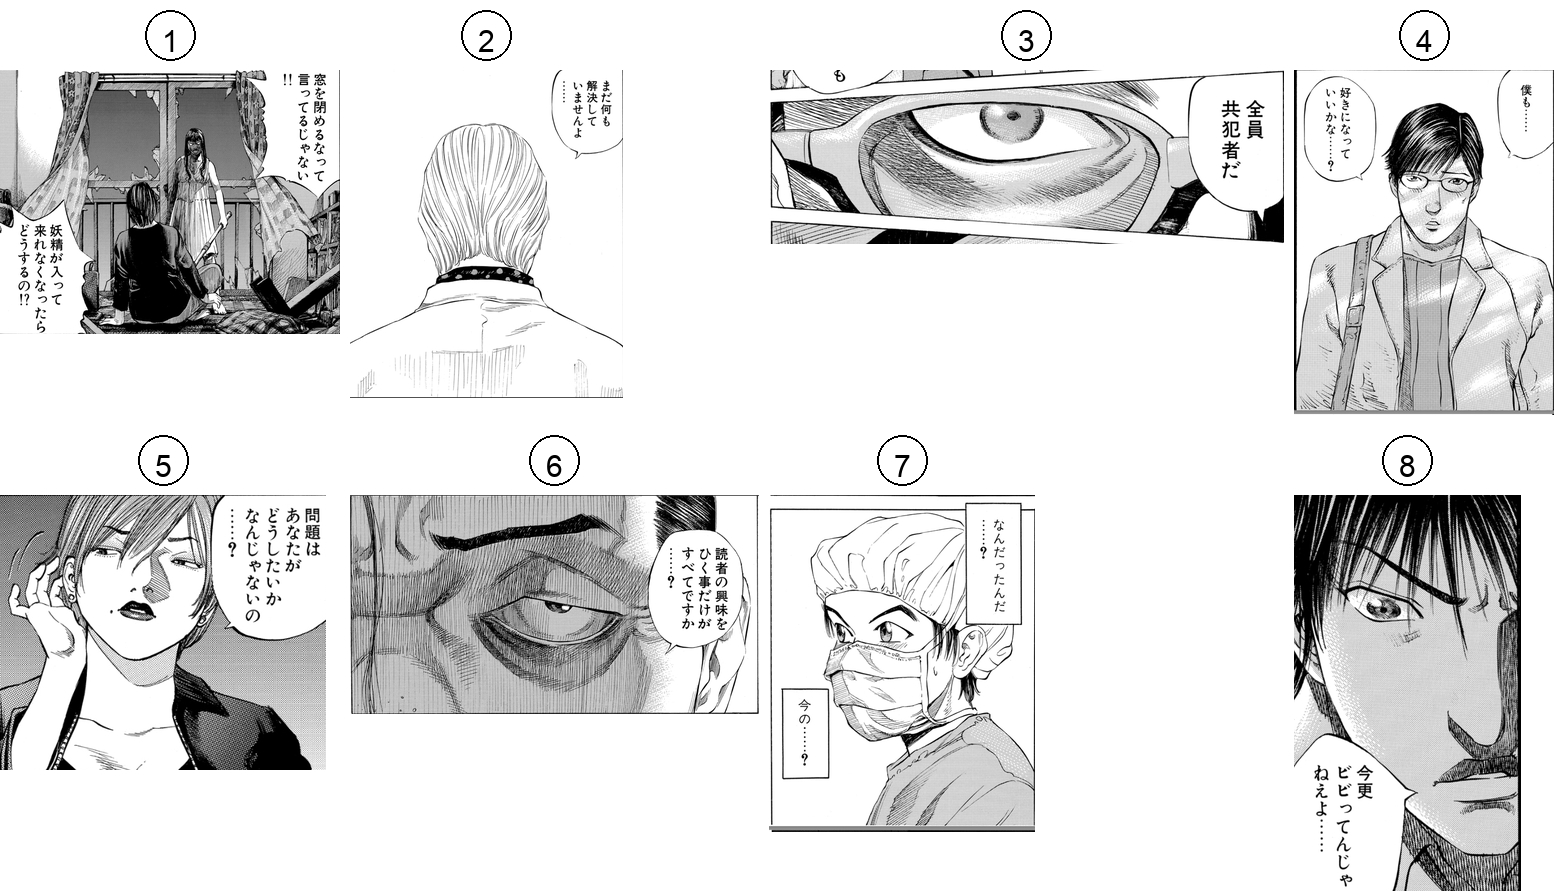 1
窓を閉めるなって
言ってるじゃない
!!
妖精が入って
来れなくなったら
どうするの!?
2
まだ何も
解決して
いませんよ
……
3
も
全員
共犯者だ
4
僕も……
好きになって
いいかな……?
5
問題は
あなたが
どうしたいか
なんじゃないの
……?
6
読者の興味を
ひく事だけが
すべてですか
……?
7
なんだったんだ
……?
今の……?
8
今更
ビビってんじゃ
ねえよ……